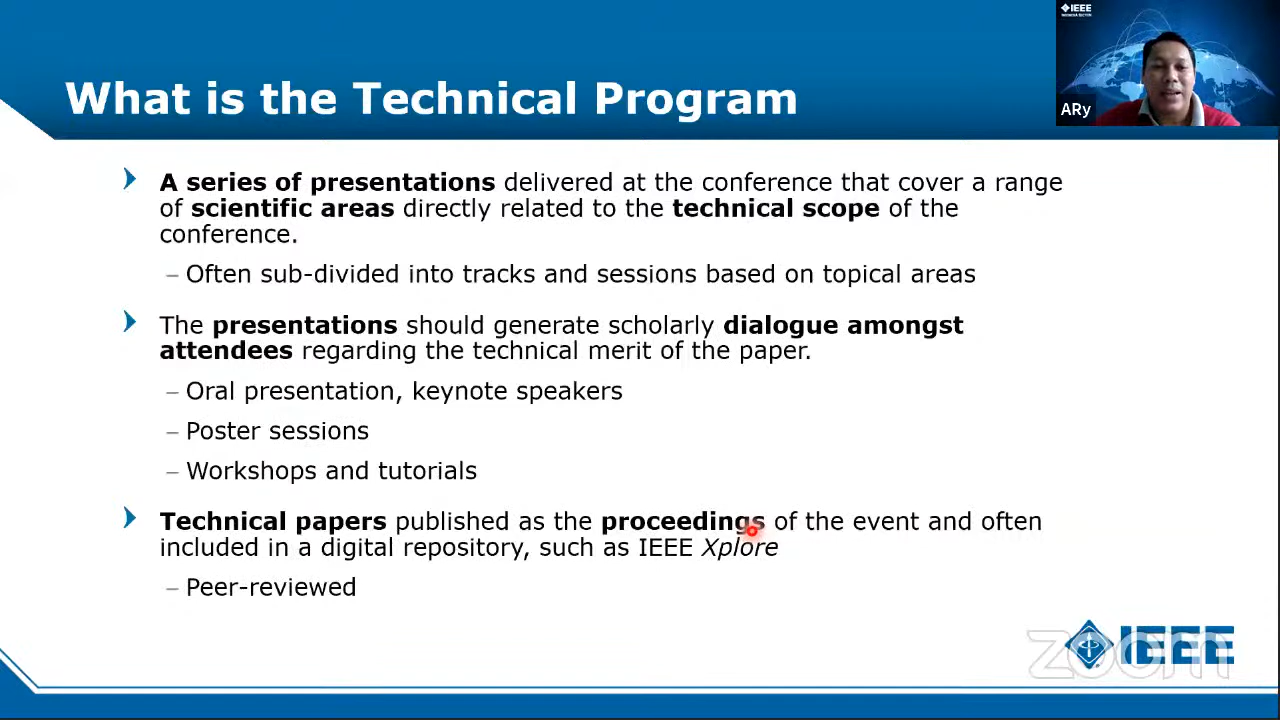 IEEE
INDONESIA SECTION
ARy
What is the Technical Program
A series of presentations delivered at the conference that cover a range
of scientific areas directly related to the technical scope of the
conference.
– Often sub-divided into tracks and sessions based on topical areas
The presentations should generate scholarly dialogue amongst
attendees regarding the technical merit of the paper.
– Oral presentation, keynote speakers
– Poster sessions
– Workshops and tutorials
Technical papers published as the proceedings of the event and often
included in a digital repository, such as IEEE Xplore
– Peer-reviewed
IEEE
zoom